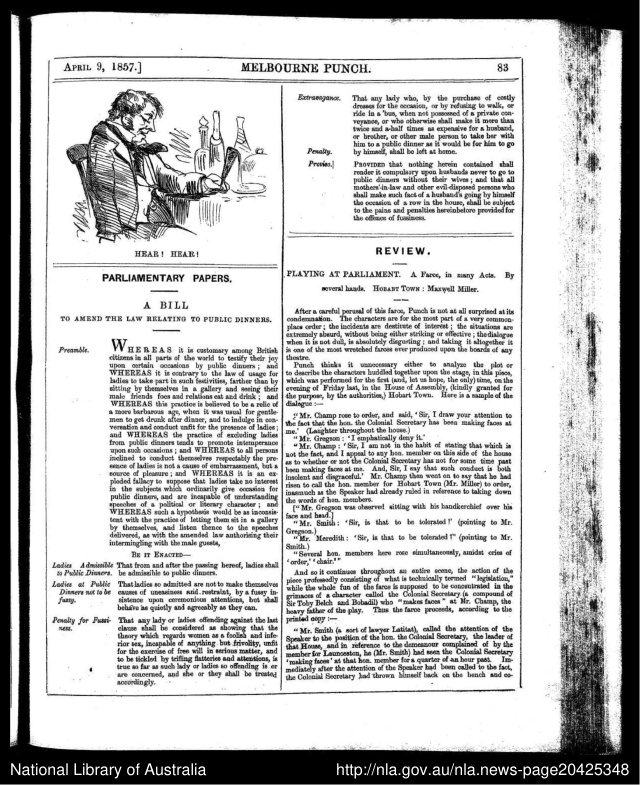 APRIL 9, 1857.] MELBOURNE PUNCH. 83
HEAR! HEAR!
PARLIAMENTARY PAPERS.
A BILL
TO AMEND THE LAW RELATING TO PUBLIC DINNERS.
Preamble. WHEREAS it is customary among British
citizens in all parts of the world to testify their joy
upon certain occasions by public dinners; and
WHEREAS it is contrary to the law of usage for
ladies to take part in such festivities, farther than by
sitting by themselves in a gallery and seeing their
male friends foes and relations eat and drink; and
WHEREAS this practice is believed to be a relic of
a more barbarous age, when it was usual for gentle-
men to get drunk after dinner, and to indulge in con-
versation and conduct unfit for the presence of ladies;
and WHEREAS the practice of excluding ladies
from public dinners tends to promote intemperance
upon such occasions; and WHEREAS to all persons
inclined to conduct themselves respectably the pre-
sence of ladies is not a cause of embarrassment, but a
source of pleasure; and WHEREAS it is an ex-
ploded fallacy to suppose that ladies take no interest
in the subjects which ordinarily give occasion for
public dinners, and are incapable of understanding
speeches of a political or literary character; and
WHEREAS such a hypothesis would be as inconsis-
tent with the practice of letting them sit in a gallery
by themselves, and listen thence to the speeches
delivered, as with the amended law authorising their
intermingling with the male guests,
BE IT ENACTED—
Ladies Admissible to Public Dinners. That from and after the passing hereof, ladies shall
be admissible to public dinners.
Ladies at Public Dinners not to be fussy. That ladies so admitted are not to make themselves
causes of uneasiness and restraint, by a fussy in-
sistence upon ceremonious attentions, but shall
behave as quietly and agreeably as they can.
Penalty for Fussi- ness. That any lady or ladies offending against the last
clause shall be considered as showing that the
theory which regards women as a foolish and infe-
rior sex, incapable of anything but frivolity, unfit
for the exercise of free will in serious matter, and
to be tickled by trifling flatteries and attentions, is
true so far as such lady or ladies so offending is or
are concerned, and she or they shall be treated
accordingly.
Extravagance. That any lady who, by the purchase of costly
dresses for the occasion, or by refusing to walk, or
ride in a 'bus, when not possessed of a private con-
veyance, or who otherwise shall make it more than
twice and a-half times as expensive for a husband,
or brother, or other male person to take her with
him to a public dinner as it would be for him to go
Penalty. by himself, shall be left at home.
Proviso.] PROVIDED that nothing herein contained shall
render it compulsory upon husbands never to go to
public dinners without their wives; and that all
mothers'-in-law and other evil-disposed persons who
shall make such fact of a husband's going by himself
the occasion of a row in the house, shall be subject
to the pains and penalties hereinbefore provided for
the offence of fussiness.
REVIEW.
PLAYING AT PARLIAMENT. A Farce, in many Acts. By
several hands. HOBART TOWN: Maxwell Miller.
After a careful perusal of this farce, Punch is not at all surprised at its
condemnation. The characters are for the most part of a very common-
place order; the incidents are destitute of interest; the situations are
extremely absurd, without being either striking or effective; the dialogue
when it is not dull, is absolutely disgusting; and taking it altogether it
is one of the most wretched farces ever produced upon the boards of any
theatre.
Punch thinks it unnecessary either to analyze the plot or
to describe the characters huddled together upon the stage, in this piece,
which was performed for the first (and, let us hope, the only) time, on the
evening of Friday last, in the House of Assembly, (kindly granted for
the purpose, by the authorities,) Hobart Town. Here is a sample of the
dialogue:—
"Mr. Champ rose to order, and said, 'Sir, I draw your attention to
the fact that the hon. the Colonial Secretary has been making faces at
me.' (Laughter throughout the house.)
"Mr. Gregson: 'I emphatically deny it.'
"Mr. Champ: 'Sir, I am not in the habit of stating that which is
not the fact, and I appeal to any hon. member on this side of the house
as to whether or not the Colonial Secretary has not for some time past
been making faces at me. And, Sir, I say that such conduct is both
insolent and disgraceful.' Mr. Champ then went on to say that he had
risen to call the hon. member for Hobart Town (Mr. Miller) to order,
inasmuch as the Speaker had already ruled in reference to taking down
the words of hon. members.
["Mr. Gregson was observed sitting with his handkerchief over his
face and head.]
"Mr. Smith: 'Sir, is that to be tolerated!' (pointing to Mr.
Gregson.)
"Mr. Meredith: 'Sir, is that to be tolerated!" (pointing to Mr.
Smith.)
"Several hon. members here rose simultaneously, amidst cries of
'order,' 'chair.'"
And so it continues throughout an entire scene, the action of the
piece professedly consisting of what is technically termed "legislation,"
while the whole fun of the farce is supposed to be concentrated in the
grimaces of a character called the Colonial Secretary (a compound of
Sir Toby Belch and Bobadil) who "makes faces" at Mr. Champ, the
heavy father of the play. Thus the farce proceeds, according to the
printed copy:—
"Mr. Smith (a sort of lawyer Latitat), called the attention of the
Speaker to the position of the hon. the Colonial Secretary, the leader of
that House, and in reference to the demeanour complained of by the
member for Launceston, he (Mr. Smith) had seen the Colonial Secretary
'making faces' at that hon. member for a quarter of an hour past. Im-
mediately after the attention of the Speaker had been called to the fact,
the Colonial Secretary had thrown himself back on the bench and co-
National Library of Australia http://nla.gov.au/nla.news-page20425348